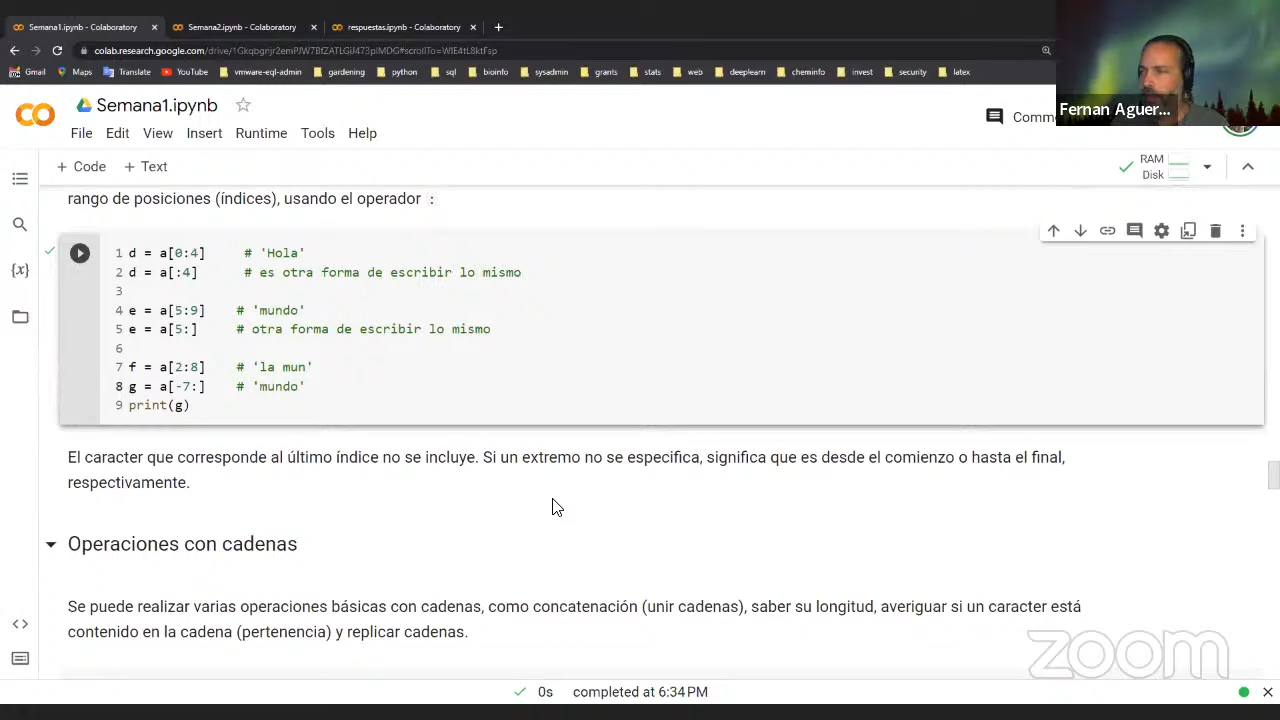 Semana1.ipynb - Colaboratory × Semana2.ipynb - Colaboratory × respuestas.ipynb - Colaboratory × +
colab.research.google.com/drive/
Gmail Maps Translate YouTube vmware-eql-admin gardening python sql bioinfo sysadmin grants stats web deeplearn cheminfo invest security latex
Fernan Aguer...
Semana1.ipynb
File Edit View Insert Runtime Tools Help
Comme
+ Code + Text
RAM
Disk
rango de posiciones (índices), usando el operador :
1 d = a[0:4] # 'Hola'
2 d = a[:4] # es otra forma de escribir lo mismo
3
4 e = a[5:9] # 'mundo'
5 e = a[5:] # otra forma de escribir lo mismo
6
7 f = a[2:8] # 'la mun'
8 g = a[-7:] # 'mundo'
9 print(g)
El caracter que corresponde al último índice no se incluye. Si un extremo no se especifica, significa que es desde el comienzo o hasta el final,
respectivamente.
Operaciones con cadenas
Se puede realizar varias operaciones básicas con cadenas, como concatenación (unir cadenas), saber su longitud, averiguar si un caracter está
contenido en la cadena (pertenencia) y replicar cadenas.
zoom
0s completed at 6:34 PM